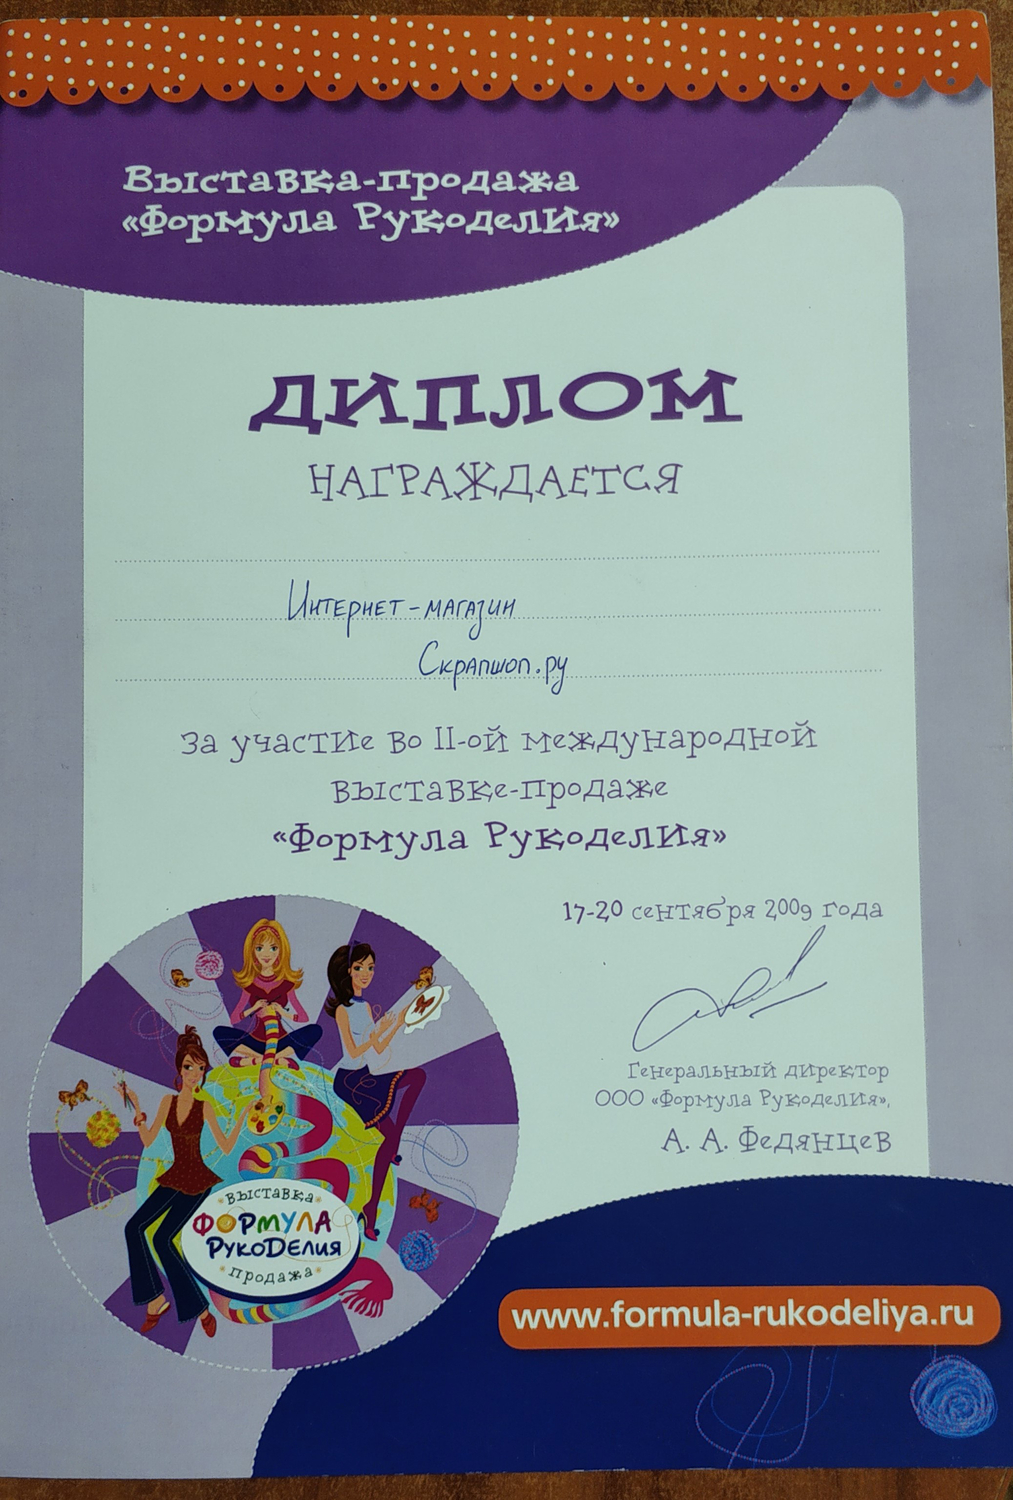 Выставка-продажа
«Формула Рукоделия»
ДИПЛОМ
НАГРАЖДАЕТСЯ
Интернет-магазин
Скрапшоп.ру
за участие во II-ой международной
выставке-продаже
«Формула Рукоделия»
17-20 сентября 2009 года
Генеральный директор
ООО «Формула Рукоделия»,
А. А. Федянцев
ВЫСТАВКА
ФОРМУЛА
РУКОДЕЛИЯ
продажа
www.formula-rukodeliya.ru